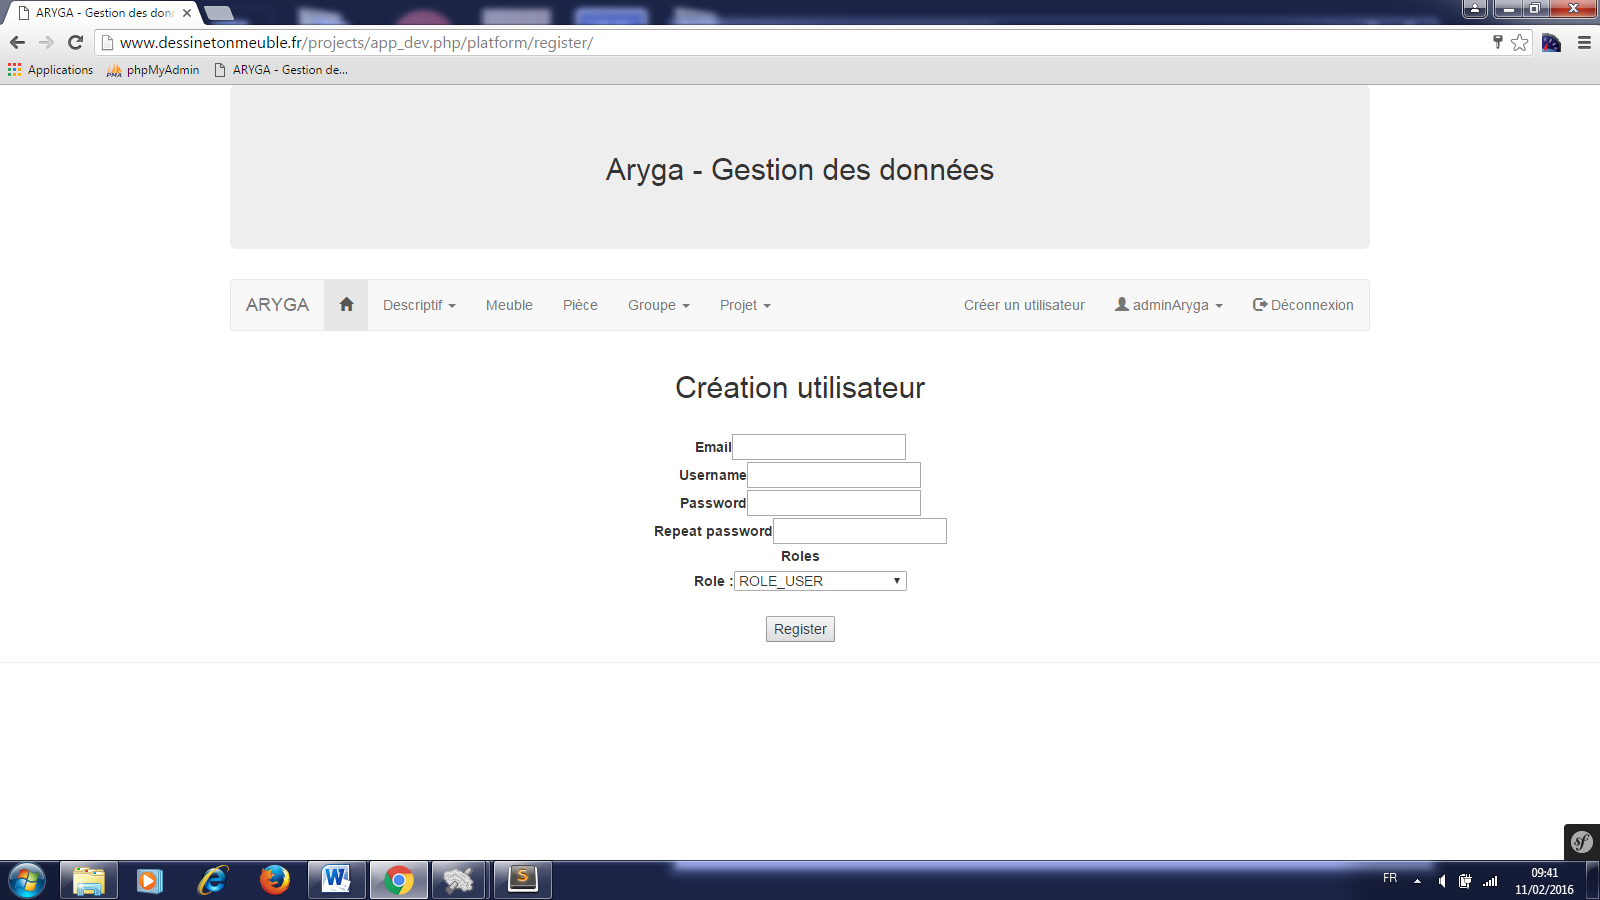 ARYGA - Gestion des donn
www.dessinetonmeuble.fr/projects/app_dev.php/platform/register/
Applications phpMyAdmin ARYGA - Gestion de...
Aryga - Gestion des données
ARYGA Descriptif Meuble Pièce Groupe Projet Créer un utilisateur adminAryga Déconnexion
Création utilisateur
Email
Username
Password
Repeat password
Roles
Role : ROLE_USER
Register
sf
FR 09:41
11/02/2016